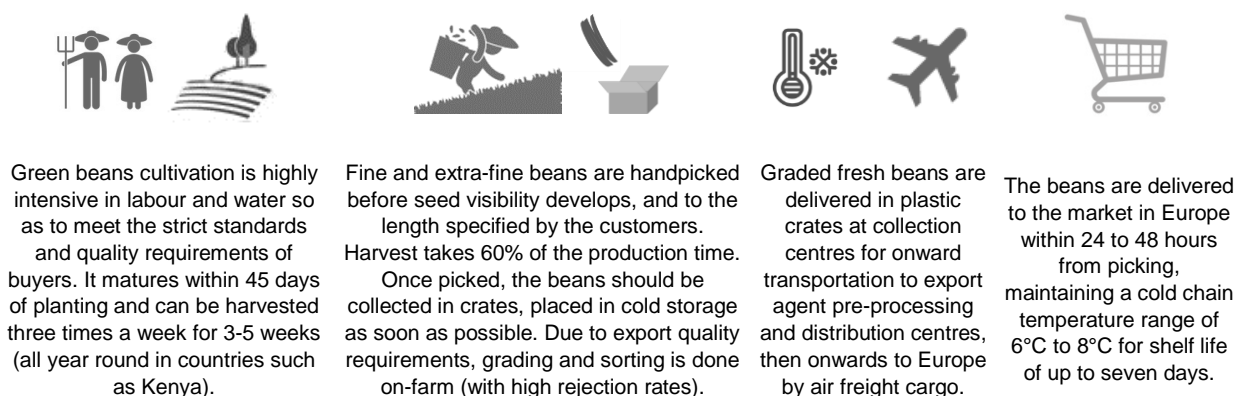 Green beans cultivation is highly
intensive in labour and water so
as to meet the strict standards
and quality requirements of
buyers. It matures within 45 days
of planting and can be harvested
three times a week for 3-5 weeks
(all year round in countries such
as Kenya).
Fine and extra-fine beans are handpicked
before seed visibility develops, and to the
length specified by the customers.
Harvest takes 60% of the production time.
Once picked, the beans should be
collected in crates, placed in cold storage
as soon as possible. Due to export quality
requirements, grading and sorting is done
on-farm (with high rejection rates).
Graded fresh beans are
delivered in plastic
crates at collection
centres for onward
transportation to export
agent pre-processing
and distribution centres,
then onwards to Europe
by air freight cargo.
The beans are delivered
to the market in Europe
within 24 to 48 hours
from picking,
maintaining a cold chain
temperature range of
6°C to 8°C for shelf life
of up to seven days.